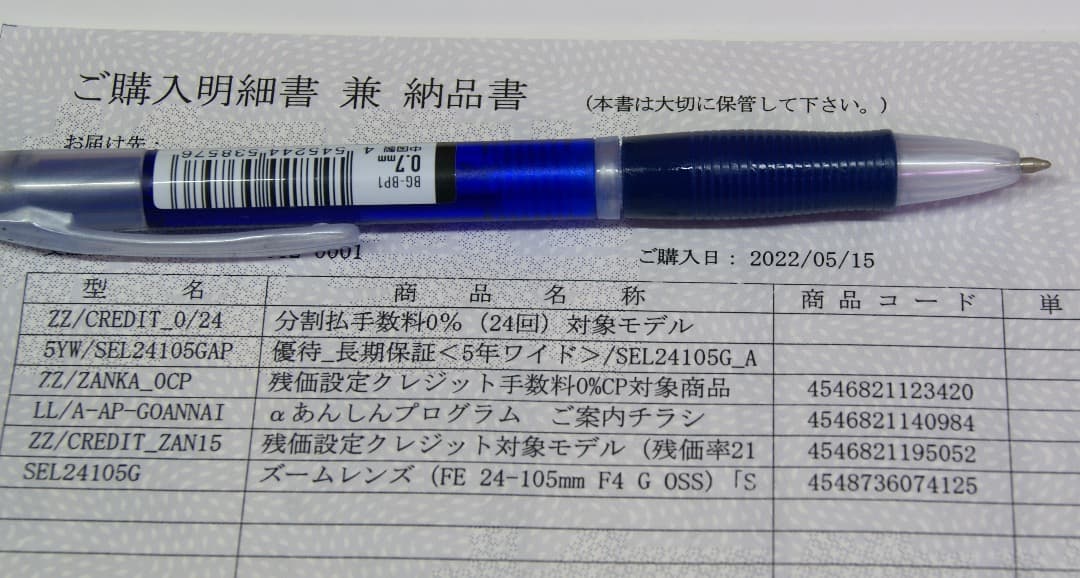 ご購入明細書 兼 納品書 (本書は大切に保管して下さい。)
お届け先：
BG-BP1
0.7mm
中国製
4 545244 538576
-0001 ご購入日：2022/05/15
型 名 商 品 名 称 商品コード 単
ZZ/CREDIT_0/24 分割払手数料0% (24回) 対象モデル
5YW/SEL24105GAP 優待_長期保証＜5年ワイド＞/SEL24105G_A
ZZ/ZANKA_0CP 残価設定クレジット手数料0%CP対象商品 4546821123420
LL/A-AP-GOANNAI αあんしんプログラム ご案内チラシ 4546821140984
ZZ/CREDIT_ZAN15 残価設定クレジット対象モデル (残価率21 4546821195052
SEL24105G ズームレンズ (FE 24-105mm F4 G OSS)「S 4548736074125